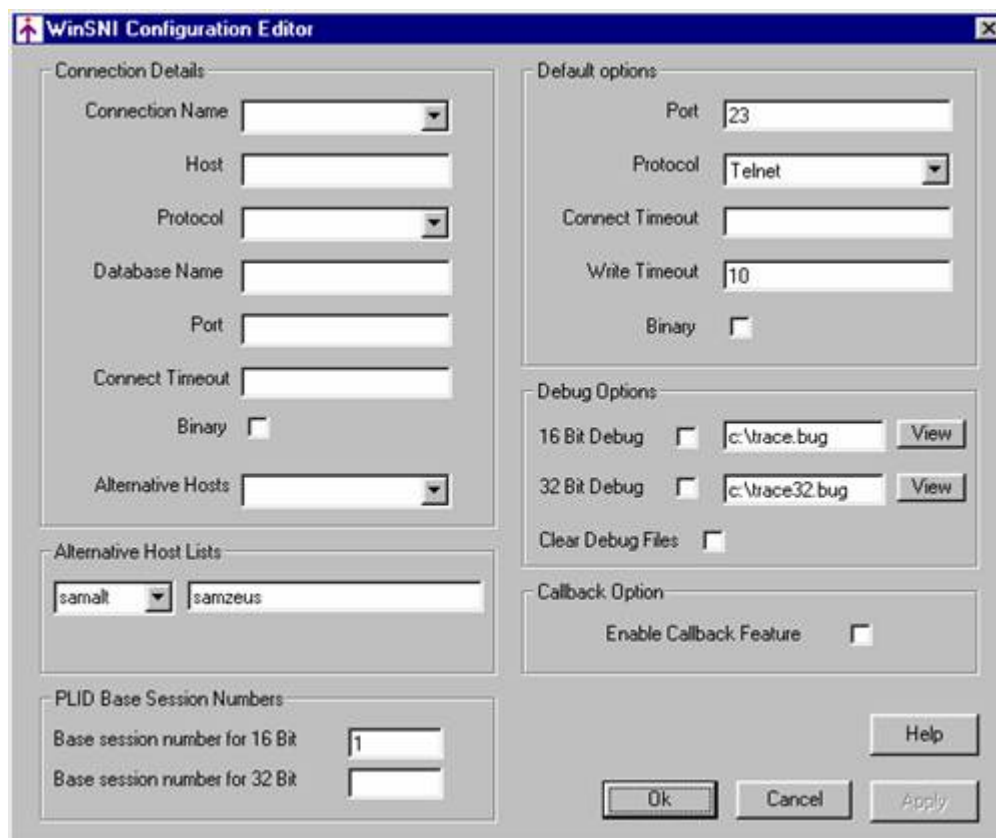 WinSNI Configuration Editor
Connection Details
Connection Name
Host
Protocol
Database Name
Port
Connect Timeout
Binary
Alternative Hosts
Alternative Host Lists
samalt samzeus
PLID Base Session Numbers
Base session number for 16 Bit 1
Base session number for 32 Bit
Default options
Port 23
Protocol Telnet
Connect Timeout
Write Timeout 10
Binary
Debug Options
16 Bit Debug c:\trace.bug View
32 Bit Debug c:\trace32.bug View
Clear Debug Files
Callback Option
Enable Callback Feature
Help
Ok Cancel Apply